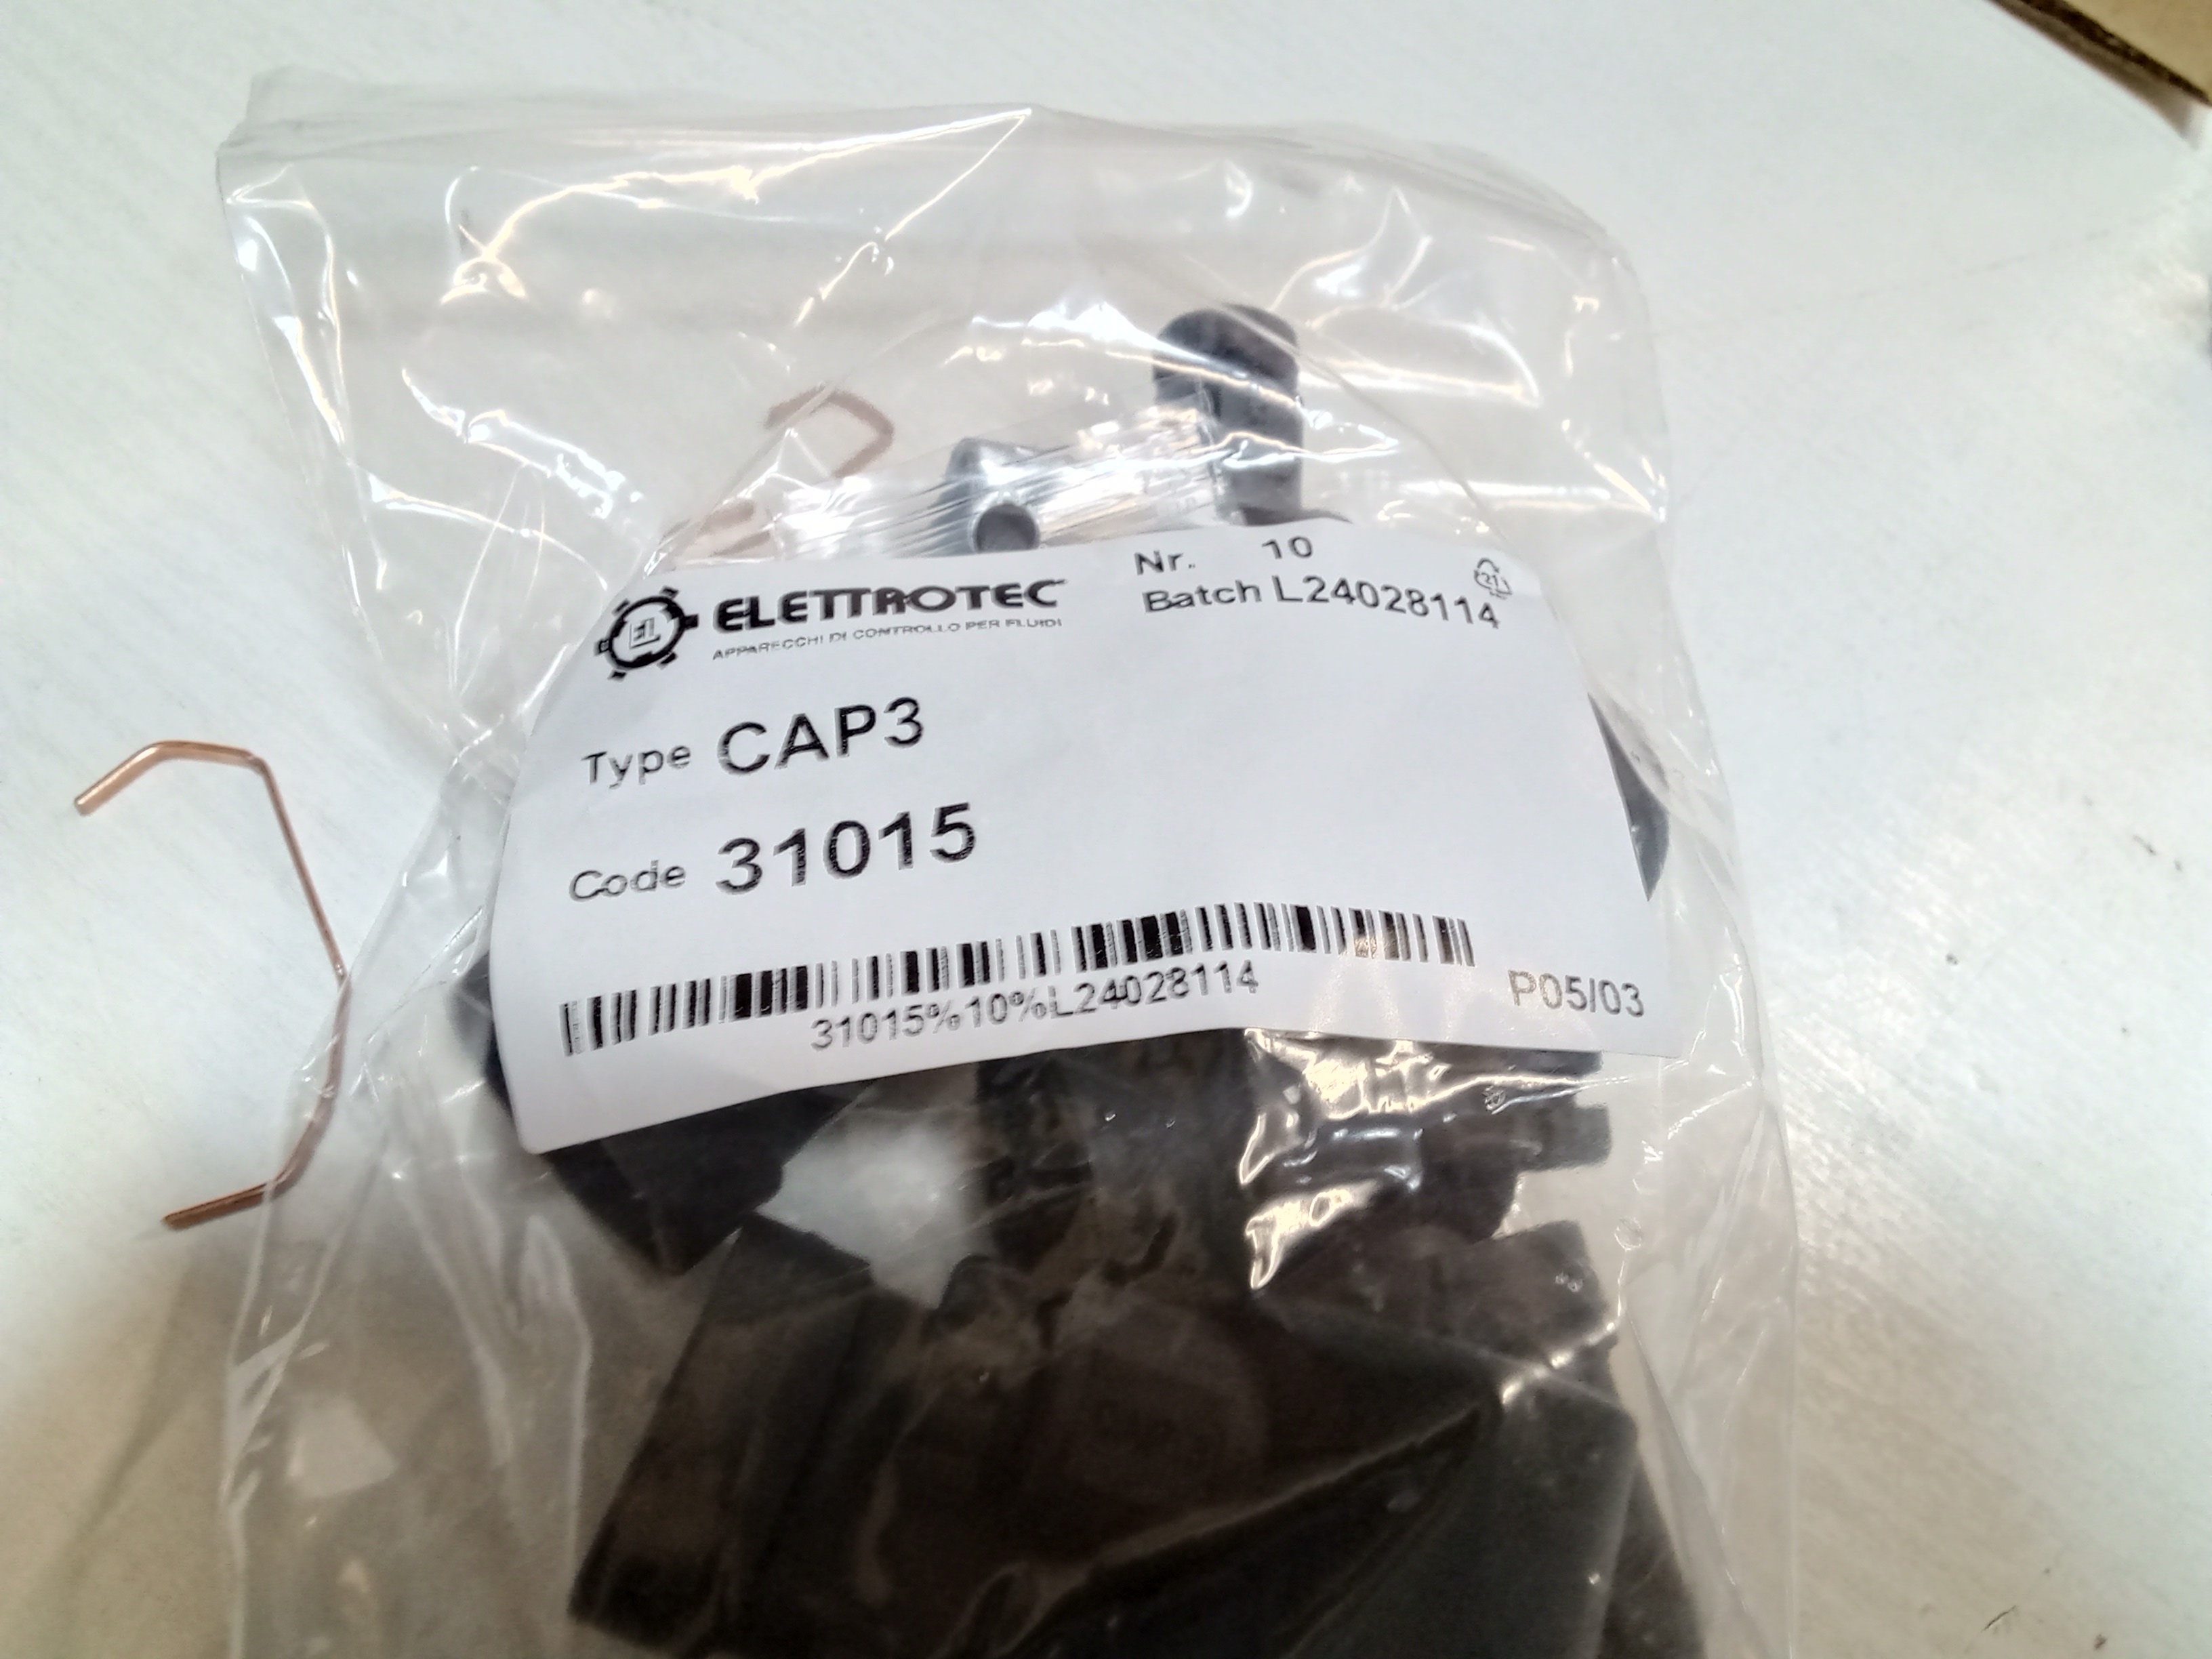 ELETTROTEC
APPARECCHI DI CONTROLLO PER FLUIDI
Nr. 10
Batch L24028114
Type CAP3
Code 31015
31015%10%L24028114
P05/03